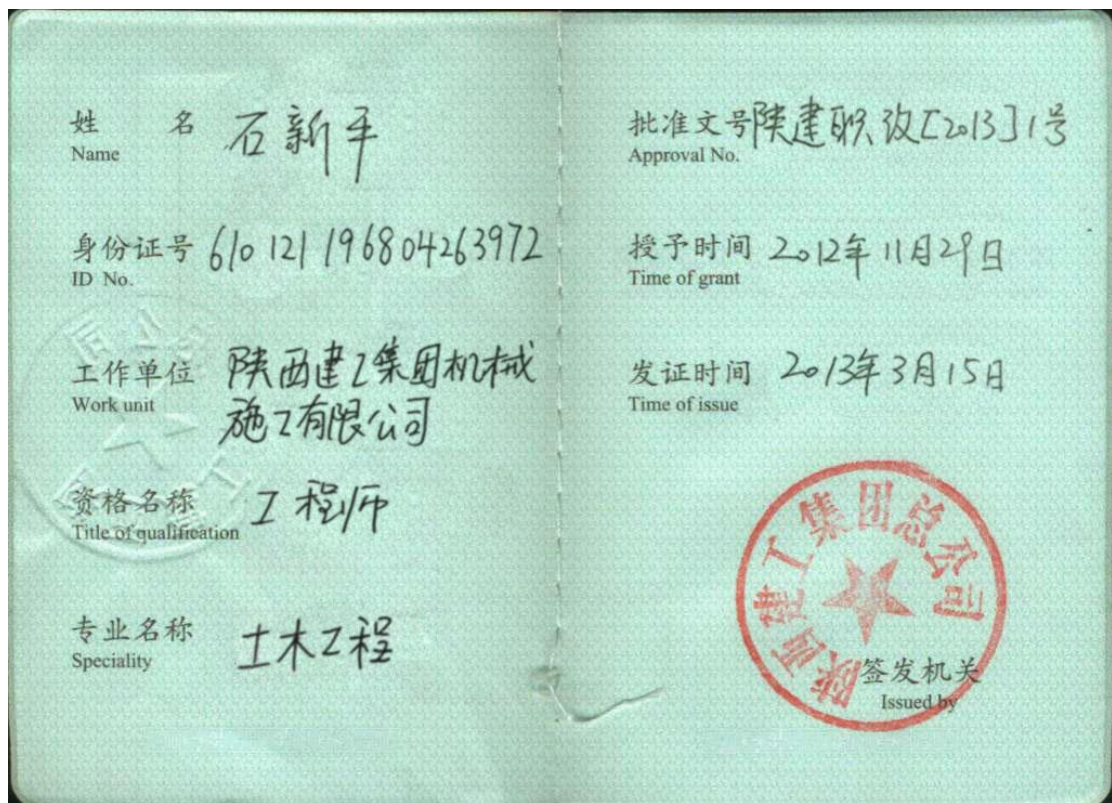 姓 名 石新平
Name
身份证号 610121196804263972
ID No.
工作单位 陕西建工集团机械
Work unit
施工有限公司
资格名称 工程师
Title of qualification
专业名称 土木工程
Speciality
批准文号 陕建职改[2013]1号
Approval No.
授予时间 2012年11月29日
Time of grant
发证时间 2013年3月15日
Time of issue
陕西建工集团总公司
签发机关
Issued by